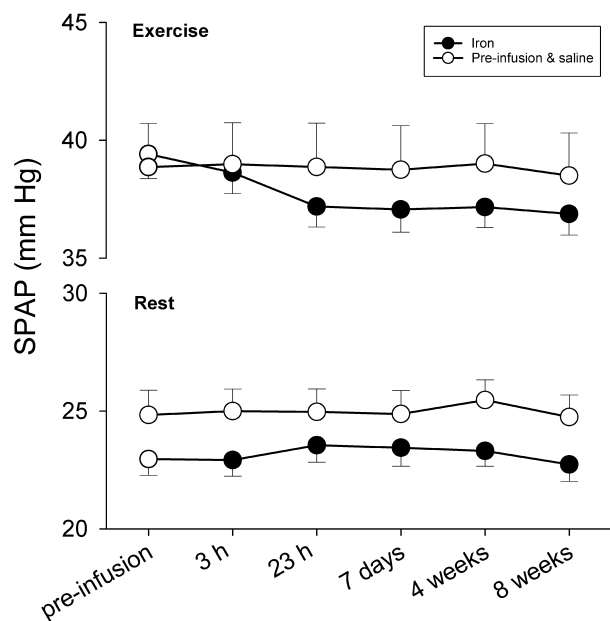 45
Exercise
Iron
Pre-infusion & saline
40
35
SPAP (mm Hg)
30
Rest
25
20
pre-infusion
3 h
23 h
7 days
4 weeks
8 weeks